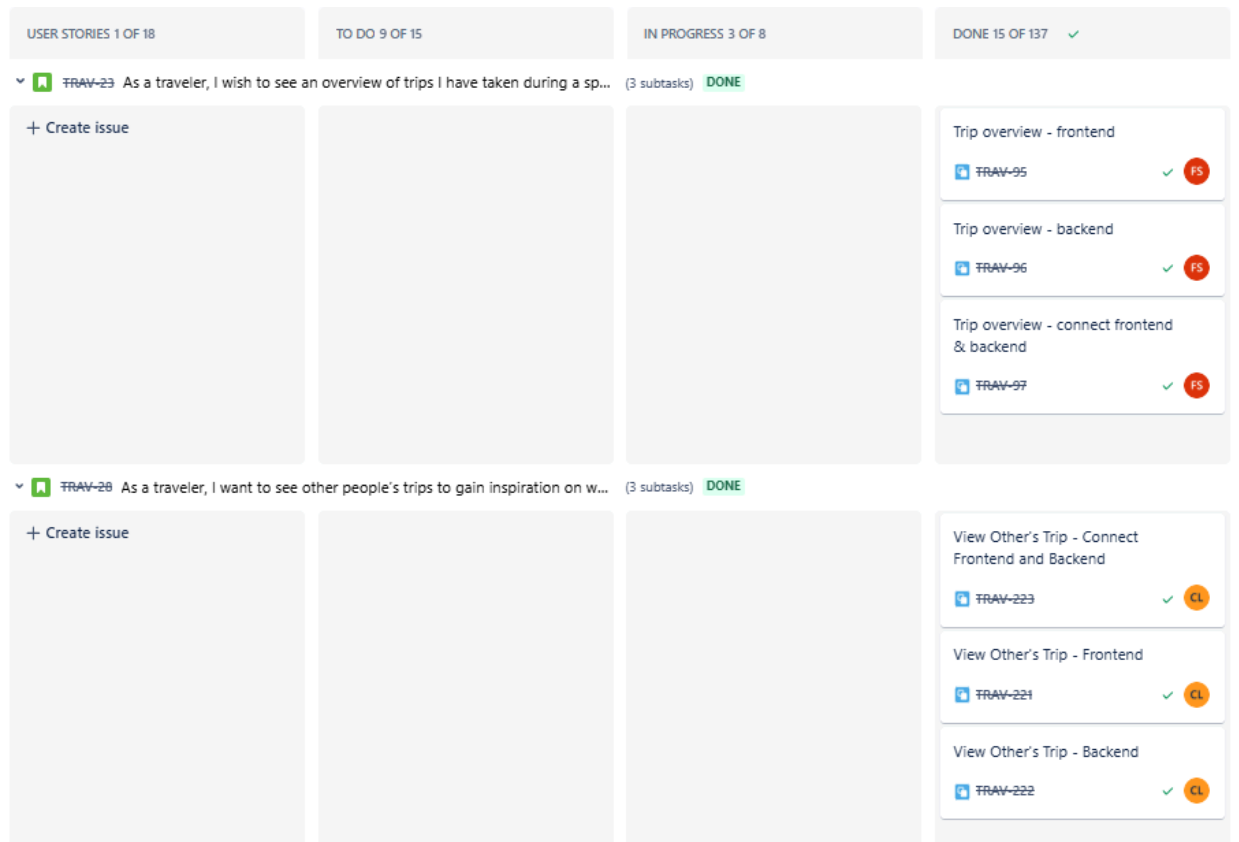 USER STORIES 1 OF 18
TO DO 9 OF 15
IN PROGRESS 3 OF 8
DONE 15 OF 137
TRAV-23 As a traveler, I wish to see an overview of trips I have taken during a sp... (3 subtasks) DONE
+ Create issue
Trip overview - frontend
TRAV-95 FS
Trip overview - backend
TRAV-96 FS
Trip overview - connect frontend
& backend
TRAV-97 FS
TRAV-28 As a traveler, I want to see other people's trips to gain inspiration on w... (3 subtasks) DONE
+ Create issue
View Other's Trip - Connect
Frontend and Backend
TRAV-223 CL
View Other's Trip - Frontend
TRAV-221 CL
View Other's Trip - Backend
TRAV-222 CL